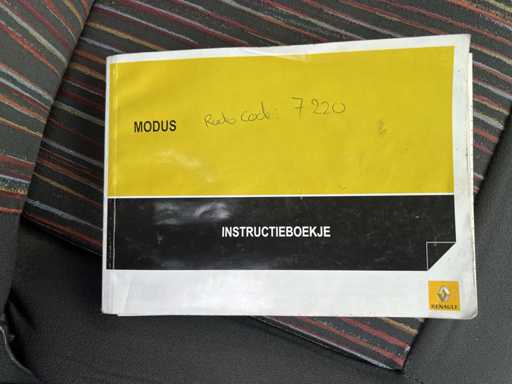 MODUS Radio Code: 7220
INSTRUCTIEBOEKJE
RENAULT